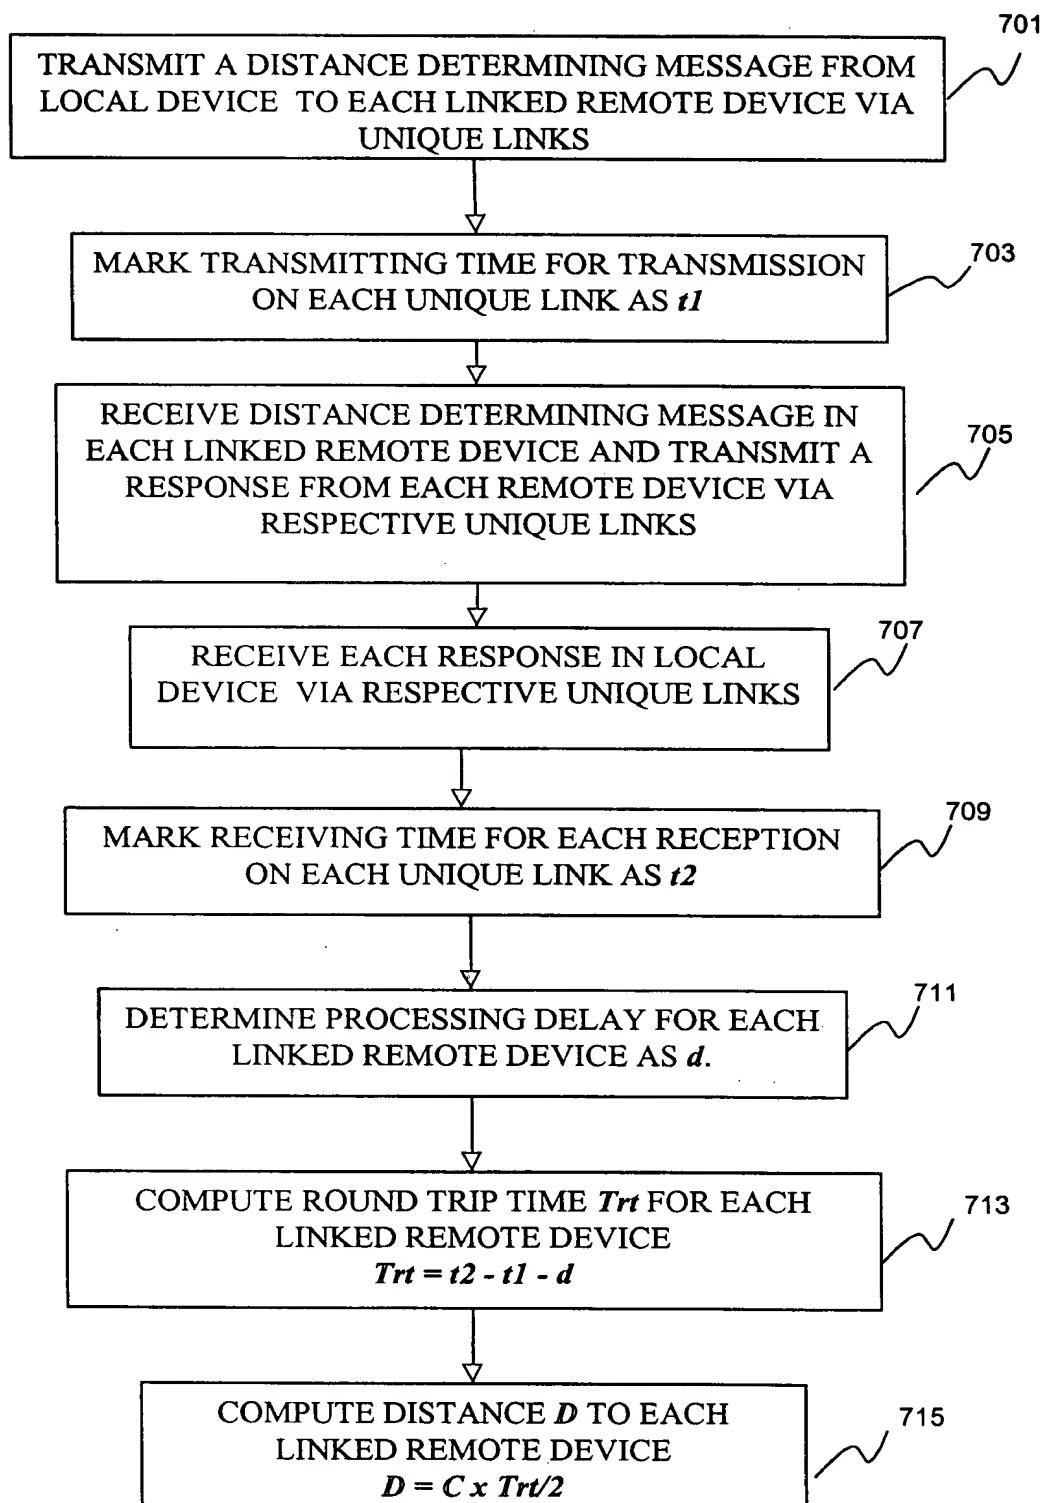 701
TRANSMIT A DISTANCE DETERMINING MESSAGE FROM
LOCAL DEVICE TO EACH LINKED REMOTE DEVICE VIA
UNIQUE LINKS
703
MARK TRANSMITTING TIME FOR TRANSMISSION
ON EACH UNIQUE LINK AS t1
705
RECEIVE DISTANCE DETERMINING MESSAGE IN
EACH LINKED REMOTE DEVICE AND TRANSMIT A
RESPONSE FROM EACH REMOTE DEVICE VIA
RESPECTIVE UNIQUE LINKS
707
RECEIVE EACH RESPONSE IN LOCAL
DEVICE VIA RESPECTIVE UNIQUE LINKS
709
MARK RECEIVING TIME FOR EACH RECEPTION
ON EACH UNIQUE LINK AS t2
711
DETERMINE PROCESSING DELAY FOR EACH
LINKED REMOTE DEVICE AS d.
713
COMPUTE ROUND TRIP TIME Trt FOR EACH
LINKED REMOTE DEVICE
Trt = t2 - t1 - d
715
COMPUTE DISTANCE D TO EACH
LINKED REMOTE DEVICE
D = C x Trt/2